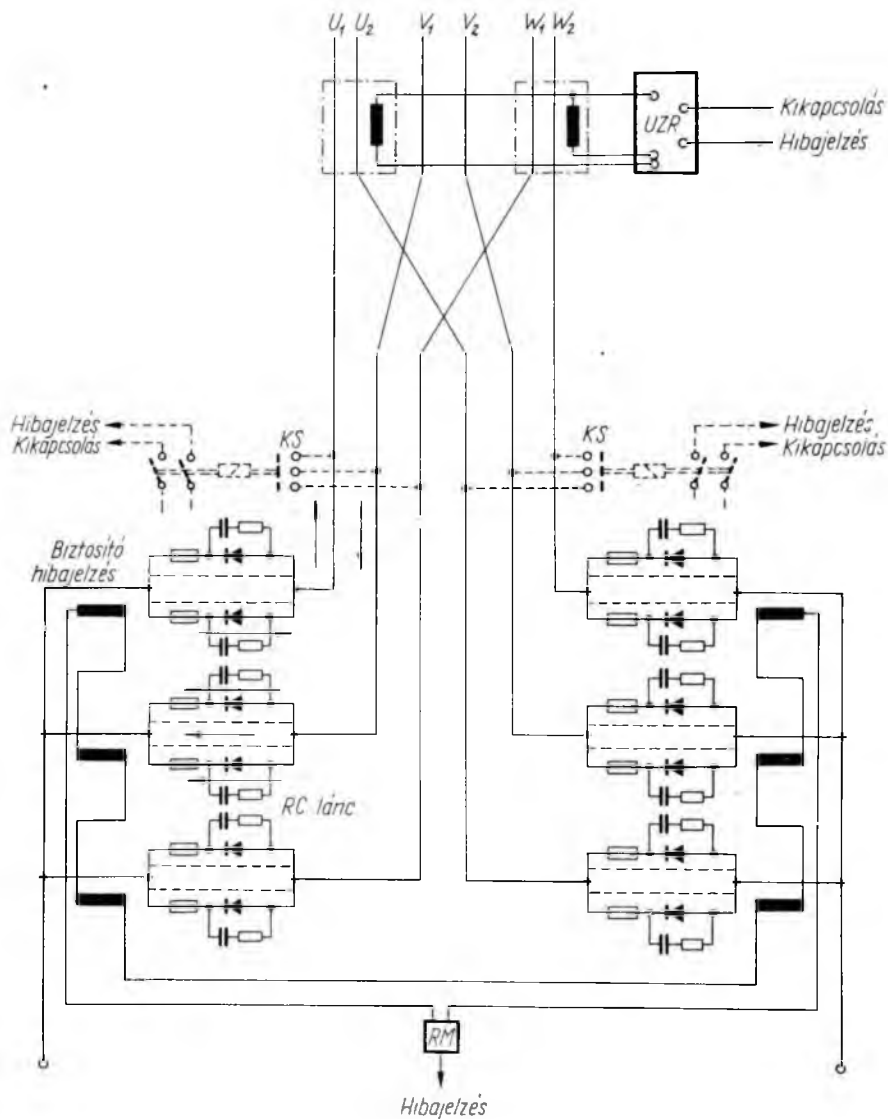 U₁ U₂ V₁ V₂ W₁ W₂
UZR
Kikapcsolás
Hibajelzés
Hibajelzés
Kikapcsolás
KS
KS
Hibajelzés
Kikapcsolás
Biztosító
hibajelzés
RC lánc
RM
Hibajelzés